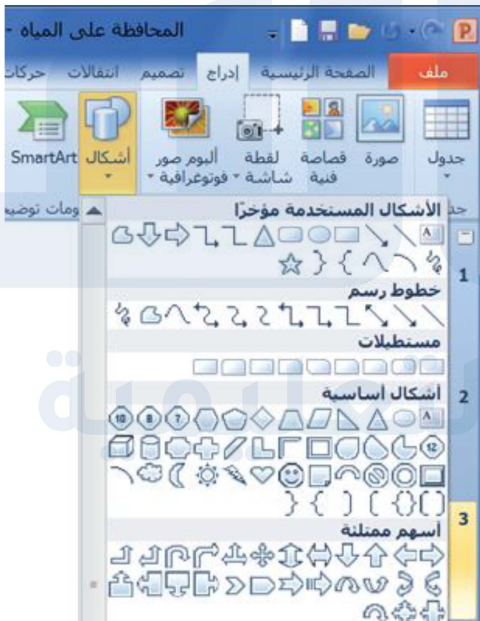 المحافظة على المياه -
ملف الصفحة الرئيسية إدراج تصميم انتقالات حركات
جدول صورة قصاصة فنية لقطة شاشة ألبوم صور فوتوغرافية أشكال SmartArt
الأشكال المستخدمة مؤخرًا
خطوط رسم
مستطيلات
أشكال أساسية
أسهم ممتلئة
1
2
3